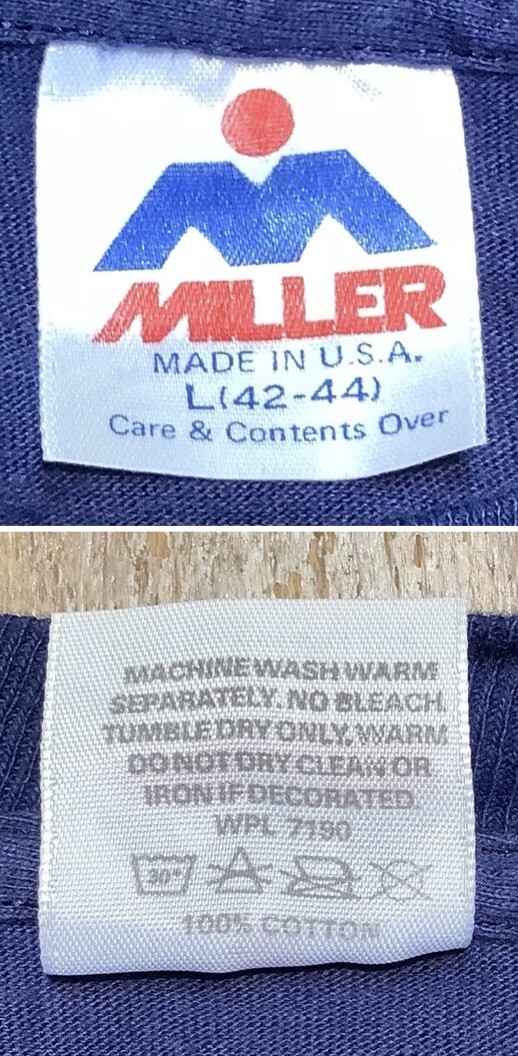 MILLER
MADE IN U.S.A.
L(42-44)
Care & Contents Over
MACHINE WASH WARM
SEPARATELY. NO BLEACH.
TUMBLE DRY ONLY, WARM
DO NOT DRY CLEAN OR
IRON IF DECORATED.
WPL 7190
30°
100% COTTON